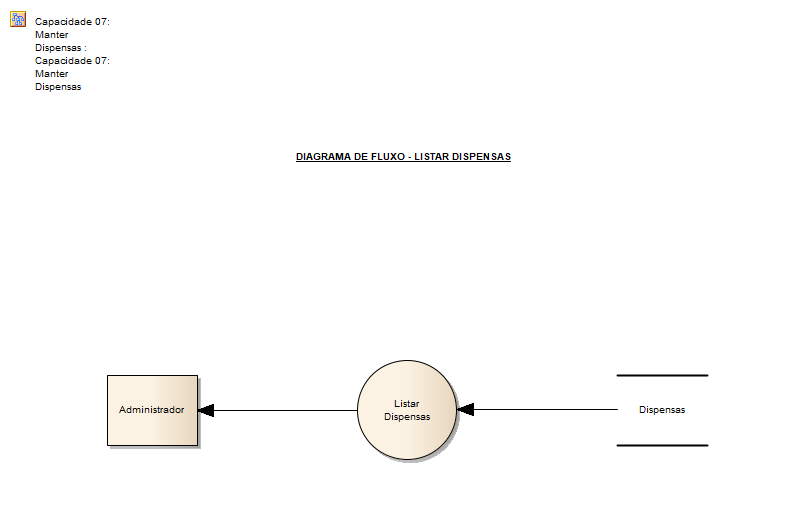 Capacidade 07:
Manter
Dispensas :
Capacidade 07:
Manter
Dispensas
DIAGRAMA DE FLUXO - LISTAR DISPENSAS
Administrador
Listar
Dispensas
Dispensas